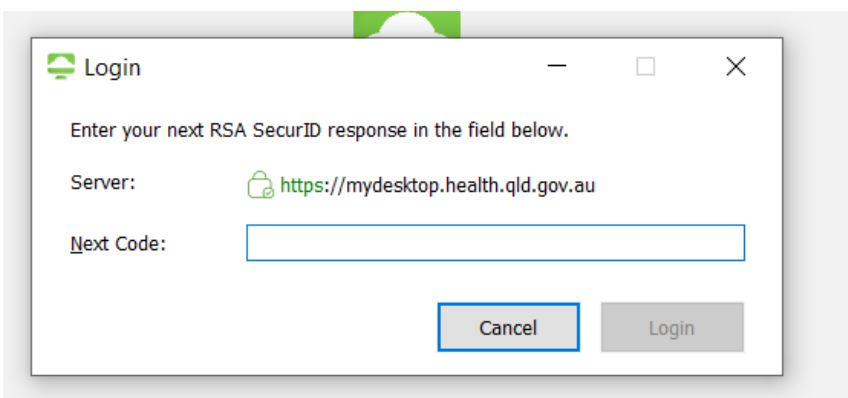 Login
Enter your next RSA SecurID response in the field below.
Server: https://mydesktop.health.qld.gov.au
Next Code:
Cancel Login